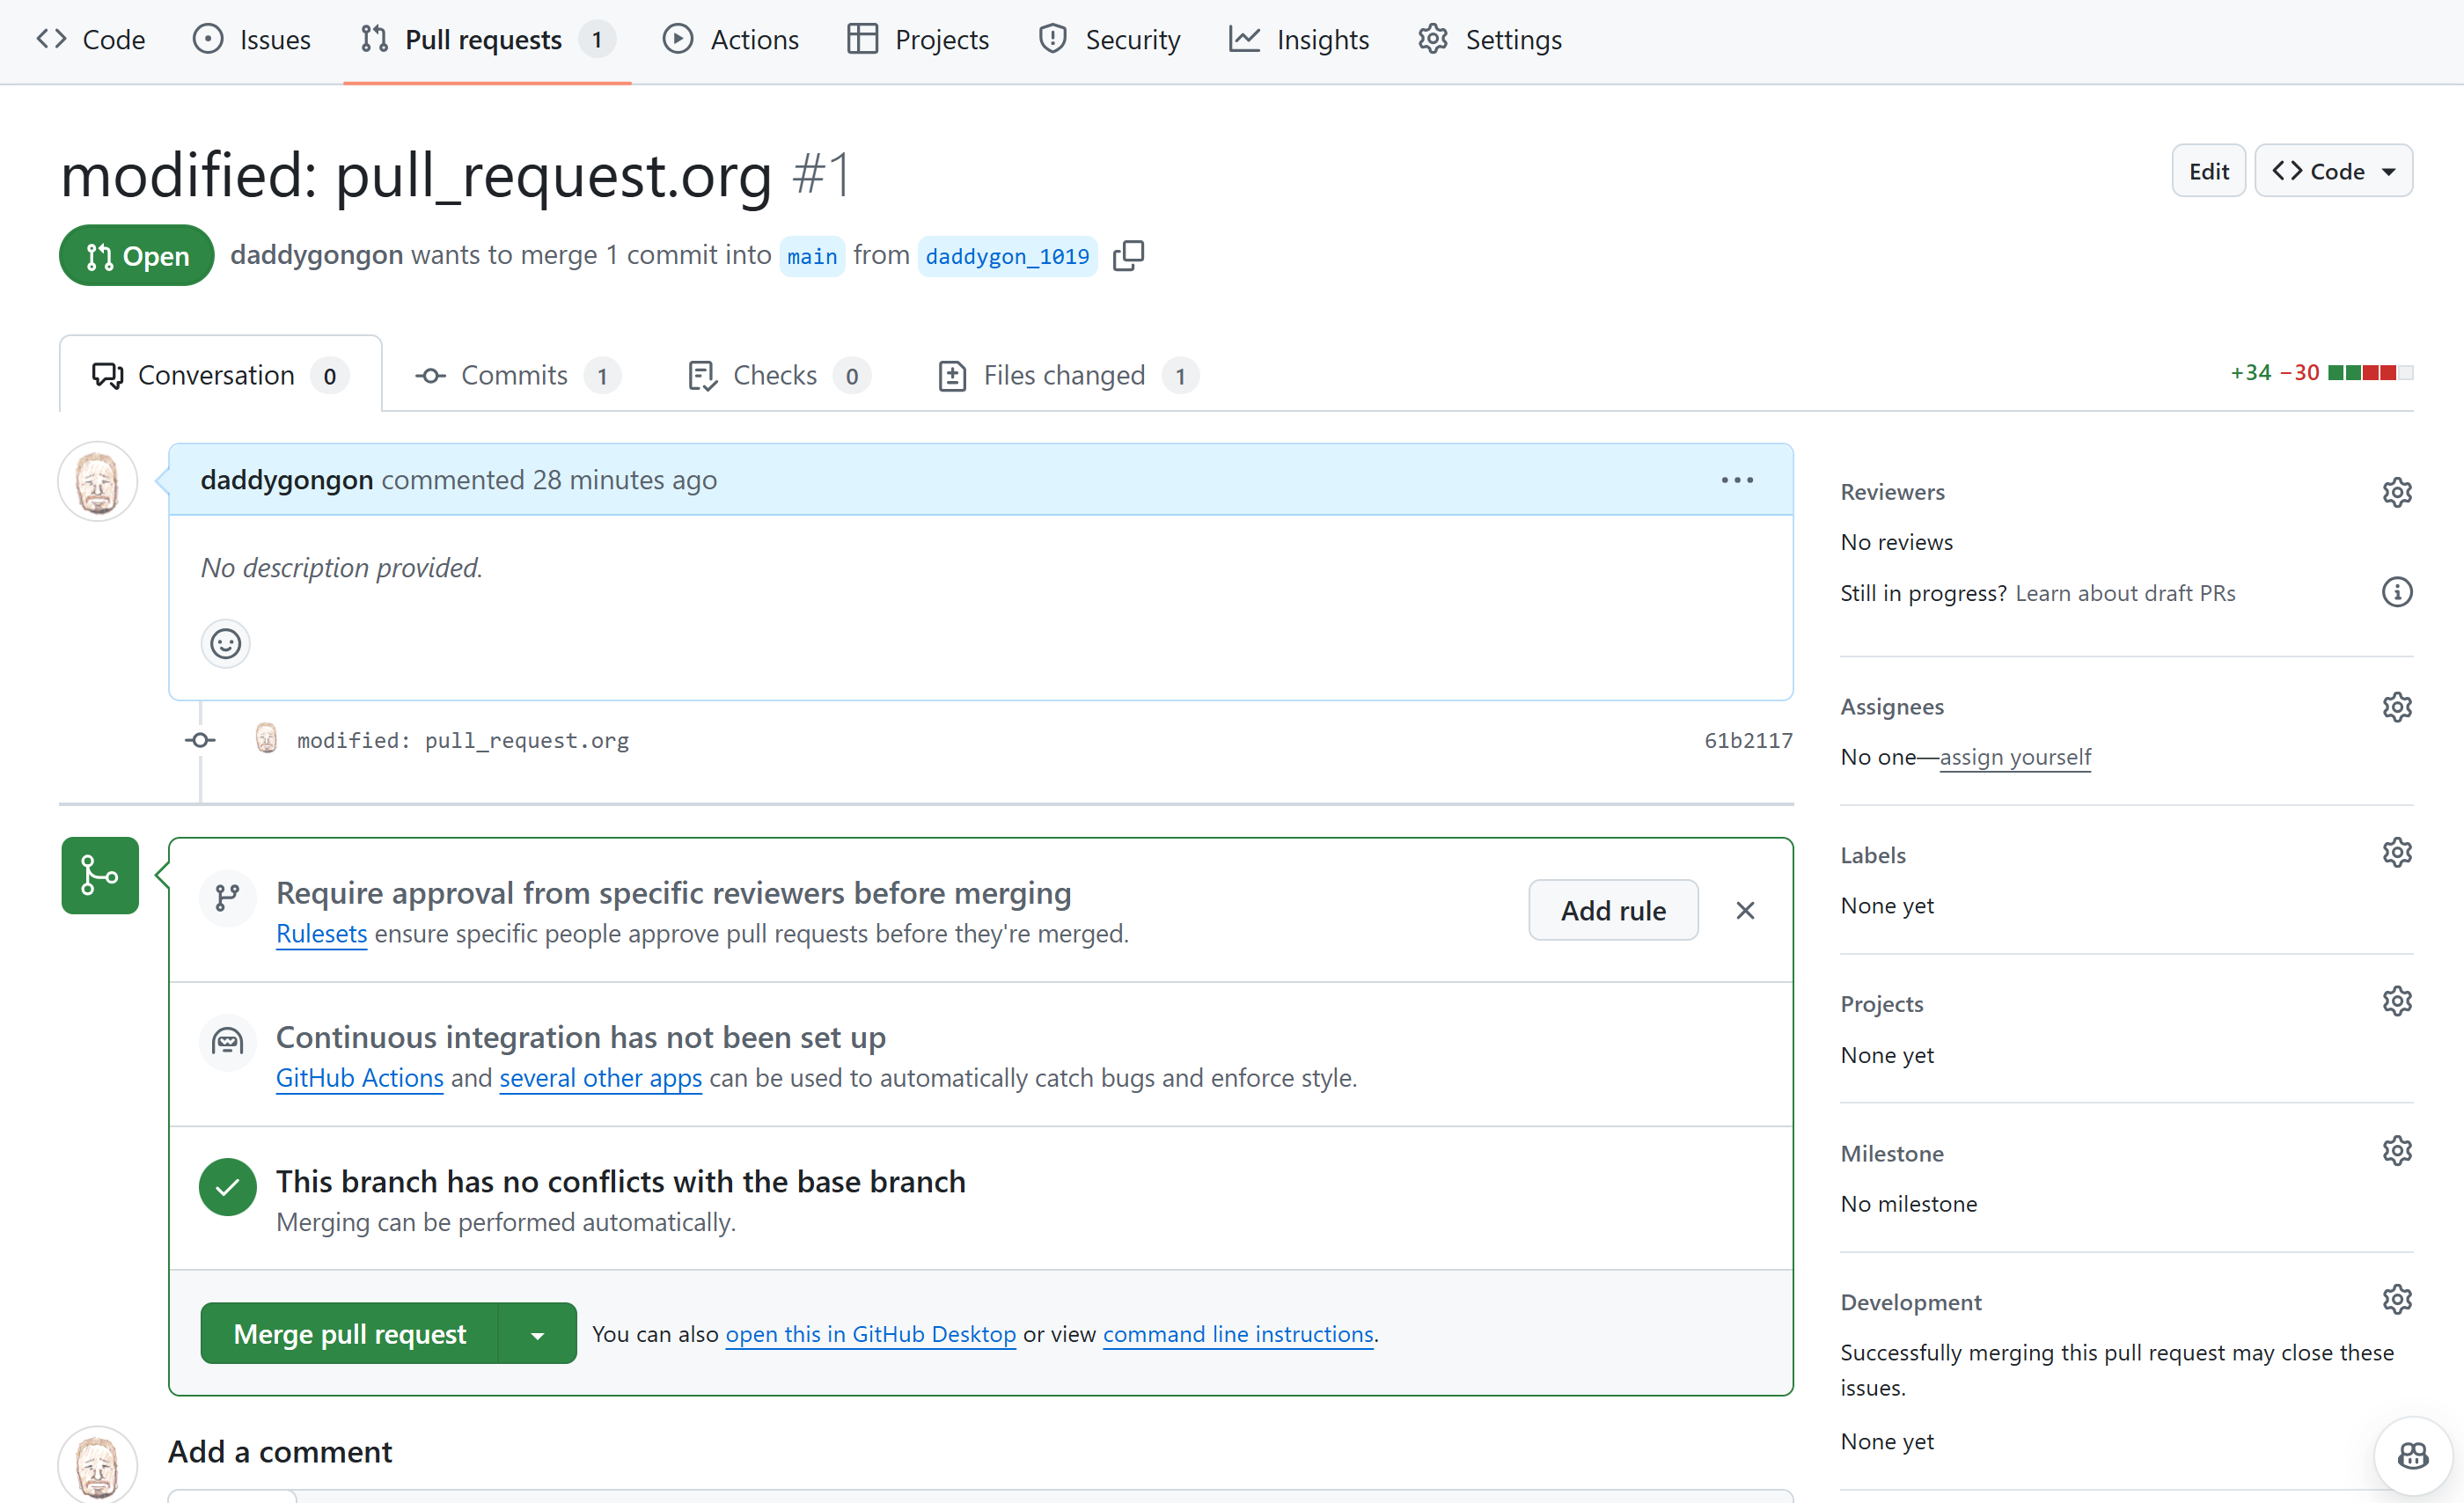 Code Issues Pull requests 1 Actions Projects Security Insights Settings
modified: pull_request.org #1
Edit Code
Open daddygongon wants to merge 1 commit into main from daddygon_1019
Conversation 0 Commits 1 Checks 0 Files changed 1
+34 −30
daddygongon commented 28 minutes ago
No description provided.
modified: pull_request.org 61b2117
Require approval from specific reviewers before merging
Rulesets ensure specific people approve pull requests before they're merged.
Add rule
Continuous integration has not been set up
GitHub Actions and several other apps can be used to automatically catch bugs and enforce style.
This branch has no conflicts with the base branch
Merging can be performed automatically.
Merge pull request You can also open this in GitHub Desktop or view command line instructions.
Add a comment
Reviewers
No reviews
Still in progress? Learn about draft PRs
Assignees
No one—assign yourself
Labels
None yet
Projects
None yet
Milestone
No milestone
Development
Successfully merging this pull request may close these
issues.
None yet